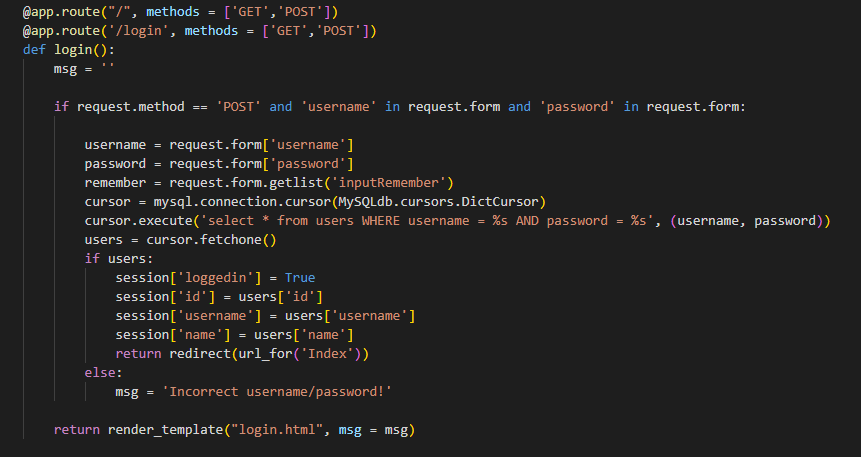 @app.route("/", methods = ['GET','POST'])
@app.route('/login', methods = ['GET','POST'])
def login():
    msg = ''
    if request.method == 'POST' and 'username' in request.form and 'password' in request.form:
        username = request.form['username']
        password = request.form['password']
        remember = request.form.getlist('inputRemember')
        cursor = mysql.connection.cursor(MySQLdb.cursors.DictCursor)
        cursor.execute('select * from users WHERE username = %s AND password = %s', (username, password))
        users = cursor.fetchone()
        if users:
            session['loggedin'] = True
            session['id'] = users['id']
            session['username'] = users['username']
            session['name'] = users['name']
            return redirect(url_for('Index'))
        else:
            msg = 'Incorrect username/password!'
    return render_template("login.html", msg = msg)